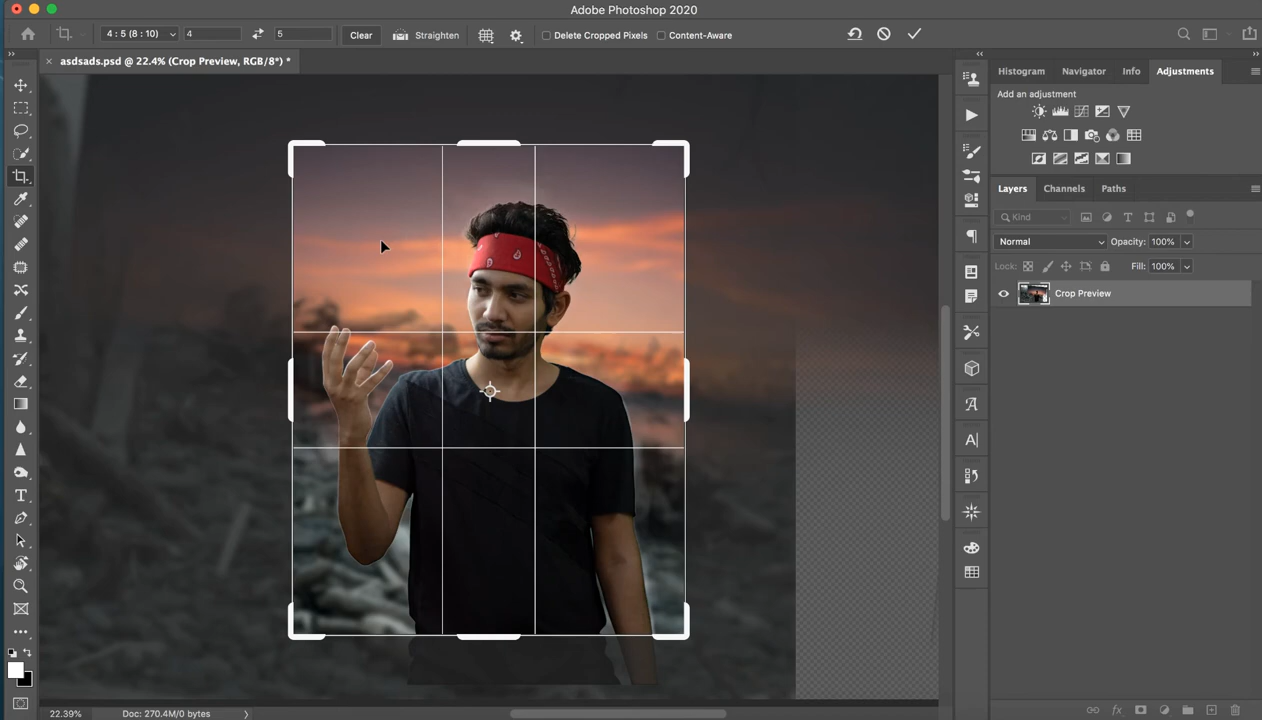 Adobe Photoshop 2020
4 : 5 (8 : 10)
4
5
Clear
Straighten
Delete Cropped Pixels
Content-Aware
asdsads.psd @ 22.4% (Crop Preview, RGB/8*) *
Histogram
Navigator
Info
Adjustments
Add an adjustment
Layers
Channels
Paths
Kind
Normal
Opacity: 100%
Lock:
Fill: 100%
Crop Preview
22.39%
Doc: 270.4M/0 bytes